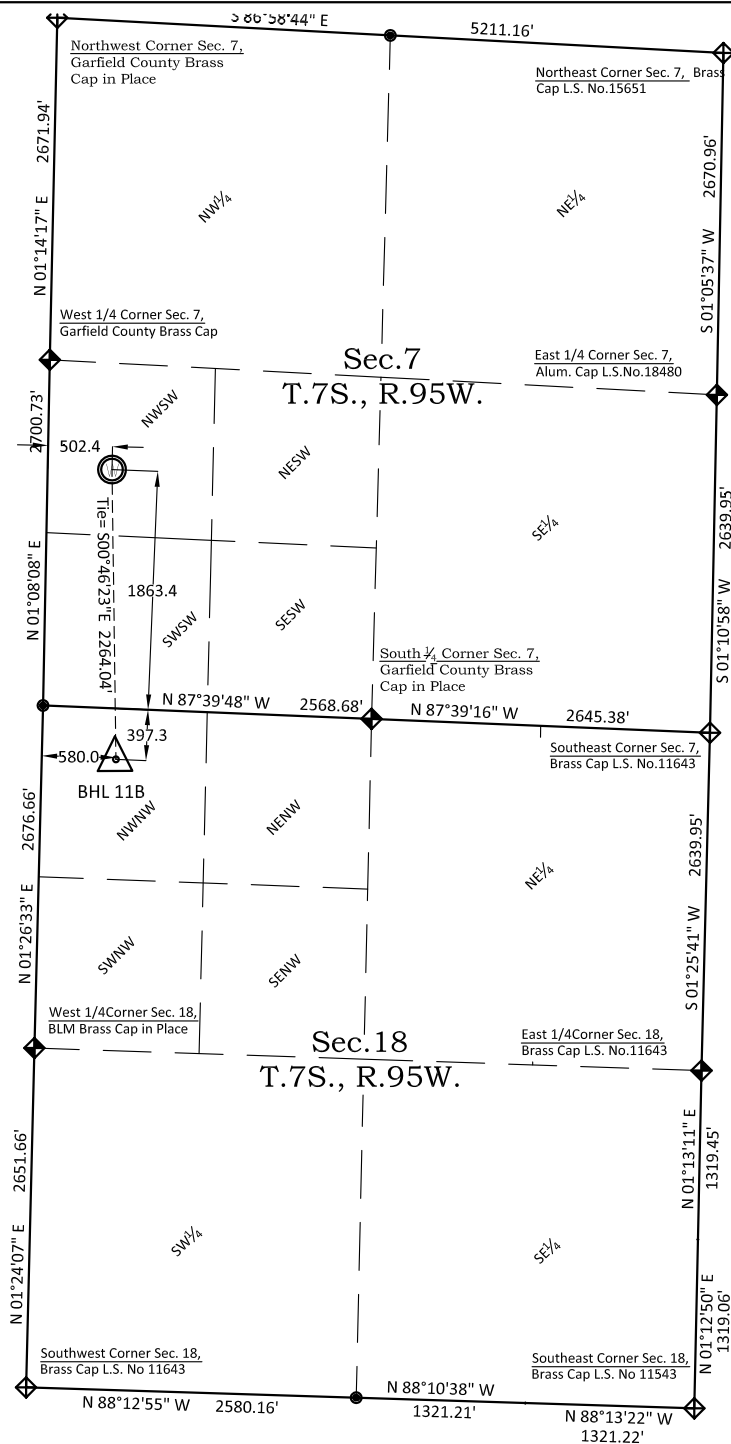 S 86°58'44" E
5211.16'
Northwest Corner Sec. 7,
Garfield County Brass
Cap in Place
Northeast Corner Sec. 7, Brass
Cap L.S. No.15651
2671.94'
N 01°14'17" E
NW¼
NE¼
2670.96'
S 01°05'37" W
West 1/4 Corner Sec. 7,
Garfield County Brass Cap
Sec.7
T.7S., R.95W.
East 1/4 Corner Sec. 7,
Alum. Cap L.S.No.18480
2700.73'
N 01°08'08" E
502.4
NWSW
NESW
Tie= S00°46'23"E 2264.04'
1863.4
SWSW
SESW
SE¼
2639.95'
S 01°10'58" W
South ¼ Corner Sec. 7,
Garfield County Brass
Cap in Place
N 87°39'48" W
2568.68'
N 87°39'16" W
2645.38'
Southeast Corner Sec. 7,
Brass Cap L.S. No.11643
397.3
580.0
BHL 11B
NWNW
NENW
2676.66'
N 01°26'33" E
NE¼
2639.95'
S 01°25'41" W
SWNW
SENW
West 1/4Corner Sec. 18,
BLM Brass Cap in Place
Sec.18
T.7S., R.95W.
East 1/4Corner Sec. 18,
Brass Cap L.S. No.11643
2651.66'
N 01°24'07" E
SW¼
SE¼
N 01°13'11" E
1319.45'
N 01°12'50" E
1319.06'
Southwest Corner Sec. 18,
Brass Cap L.S. No 11643
Southeast Corner Sec. 18,
Brass Cap L.S. No 11543
N 88°12'55" W
2580.16'
N 88°10'38" W
1321.21'
N 88°13'22" W
1321.22'